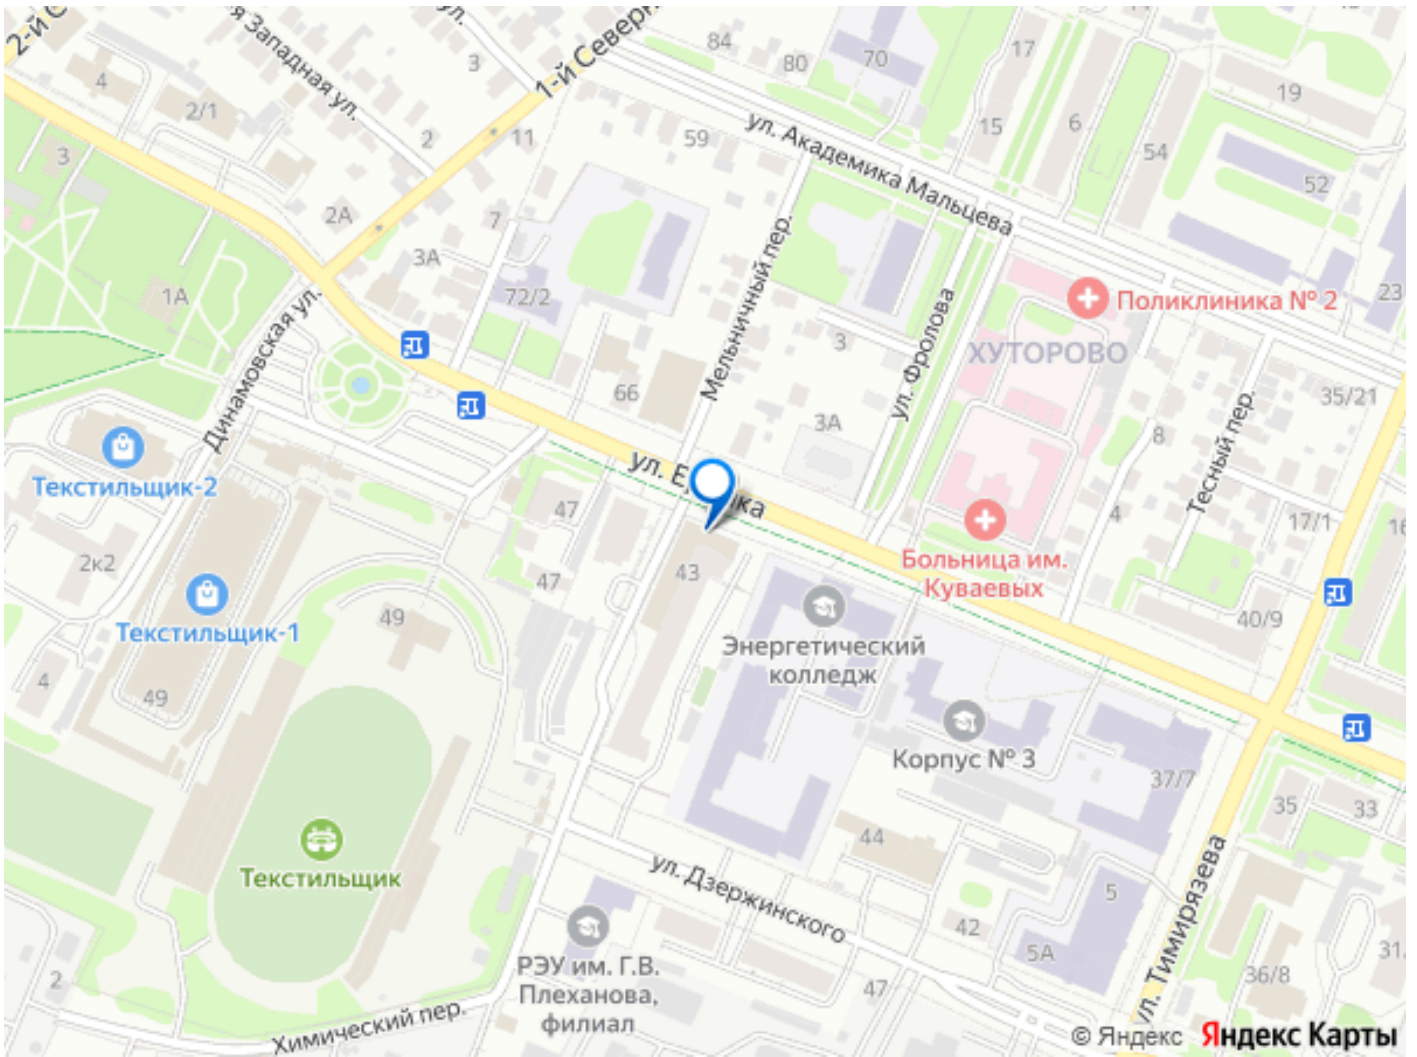 2-й С
я Западная ул.
ул.
1-й Северн
84
80
70
17
19
3
4
2/1
2
11
59
15
6
54
52
ул. Академика Мальцева
3
2А
7
3А
72/2
1А
Мельничный пер.
Динамовская ул.
ул. Фролова
Поликлиника № 2
ХУТОРОВО
23
3
66
3А
35/21
8
Тесный пер.
Текстильщик-2
ул. Е
ка
47
4
17/1
16
Больница им.
Куваевых
2к2
43
47
Текстильщик-1
49
40/9
Энергетический
колледж
4
49
Корпус № 3
37/7
35
33
44
Текстильщик
ул. Дзержинского
5
ул. Тимирязева
42
5А
31
РЭУ им. Г.В.
Плеханова,
филиал
2
47
36/8
Химический пер.
© Яндекс Яндекс Карты